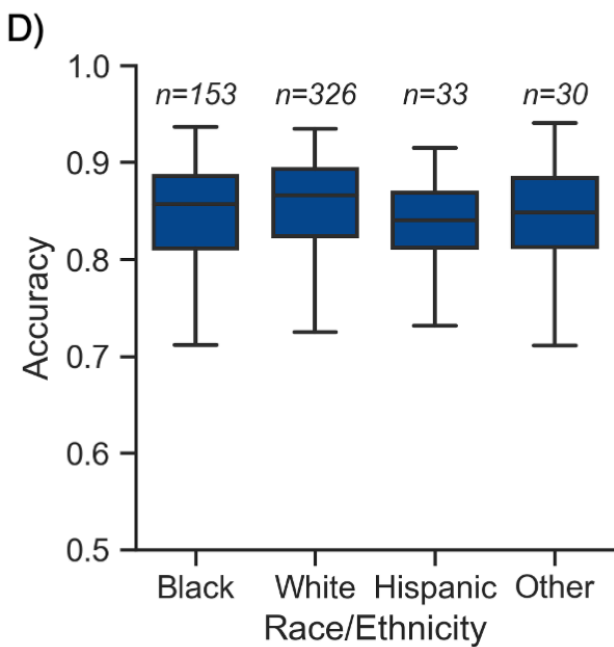 D)
n=153 n=326 n=33 n=30
1.0
0.9
0.8
0.7
0.6
0.5
Accuracy
Black White Hispanic Other
Race/Ethnicity